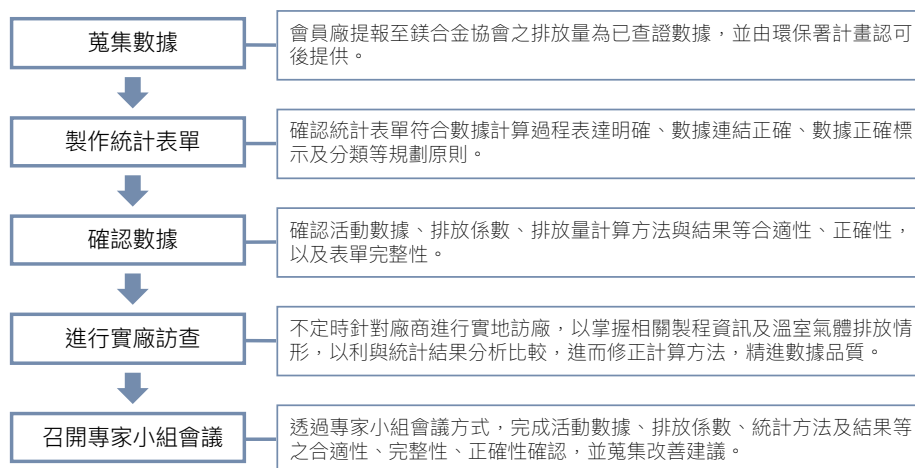 蒐集數據
會員廠提報至鎂合金協會之排放量為已查證數據，並由環保署計畫認可
後提供。
製作統計表單
確認統計表單符合數據計算過程表達明確、數據連結正確、數據正確標
示及分類等規劃原則。
確認數據
確認活動數據、排放係數、排放量計算方法與結果等合適性、正確性，
以及表單完整性。
進行實廠訪查
不定時針對廠商進行實地訪廠，以掌握相關製程資訊及溫室氣體排放情
形，以利與統計結果分析比較，進而修正計算方法，精進數據品質。
召開專家小組會議
透過專家小組會議方式，完成活動數據、排放係數、統計方法及結果等
之合適性、完整性、正確性確認，並蒐集改善建議。